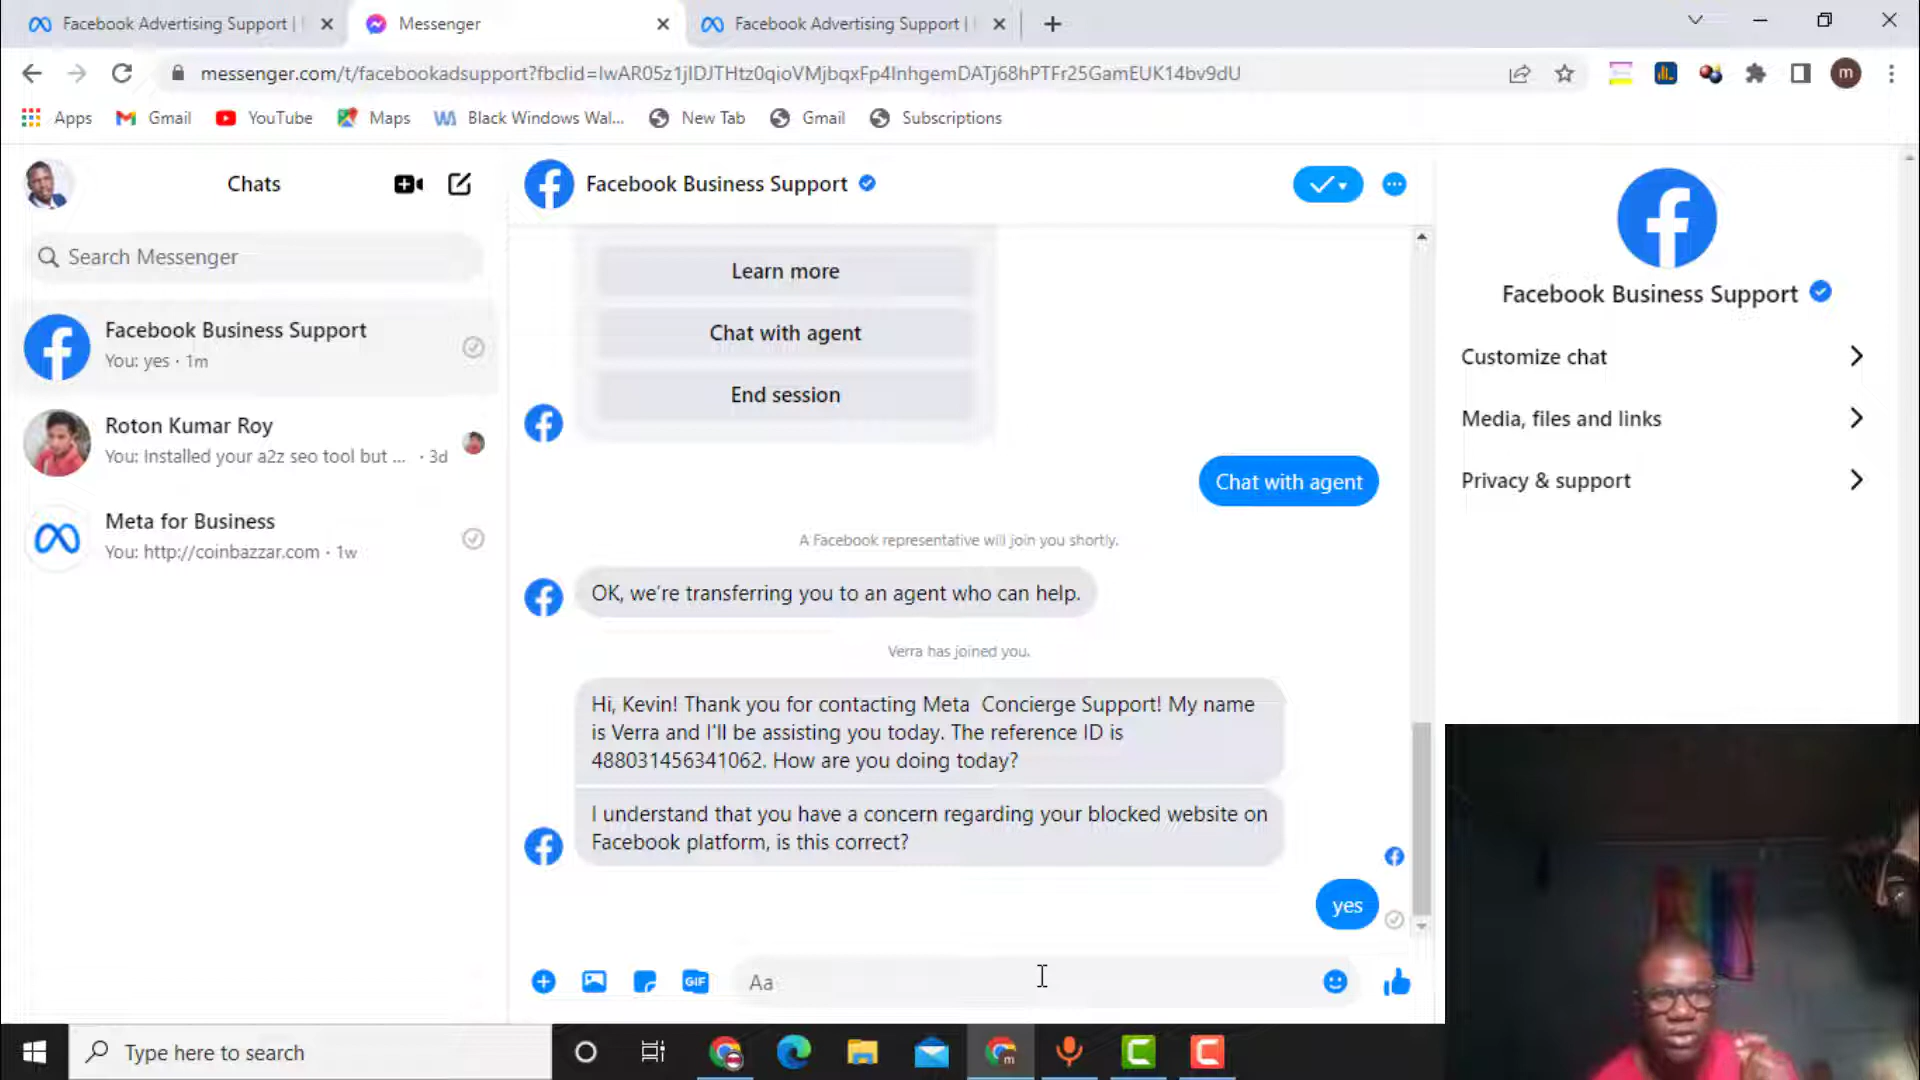 Facebook Advertising Support |
Messenger
Facebook Advertising Support |
messenger.com/t/facebookadsupport?fbclid=IwAR05z1jlDJTHtz0qioVMjbqxFp4InhgemDATj68hPTFr25GamEUK14bv9dU
m
Apps
Gmail
YouTube
Maps
Black Windows Wal...
New Tab
Gmail
Subscriptions
Chats
Search Messenger
Facebook Business Support
You: yes · 1m
Roton Kumar Roy
You: Installed your a2z seo tool but ... · 3d
Meta for Business
You: http://coinbazzar.com · 1w
Facebook Business Support
Learn more
Chat with agent
End session
Chat with agent
A Facebook representative will join you shortly.
OK, we're transferring you to an agent who can help.
Verra has joined you.
Hi, Kevin! Thank you for contacting Meta  Concierge Support! My name
is Verra and I'll be assisting you today. The reference ID is
488031456341062. How are you doing today?
I understand that you have a concern regarding your blocked website on
Facebook platform, is this correct?
yes
GIF
Aa
Facebook Business Support
Customize chat
Media, files and links
Privacy & support
Type here to search